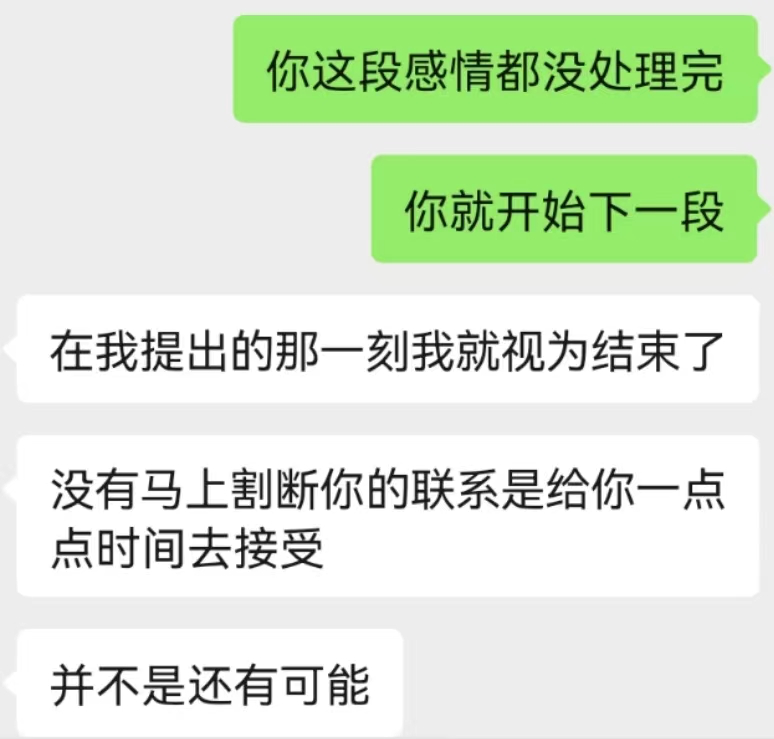 你这段感情都没处理完
你就开始下一段
在我提出的那一刻我就视为结束了
没有马上割断你的联系是给你一点
点时间去接受
并不是还有可能